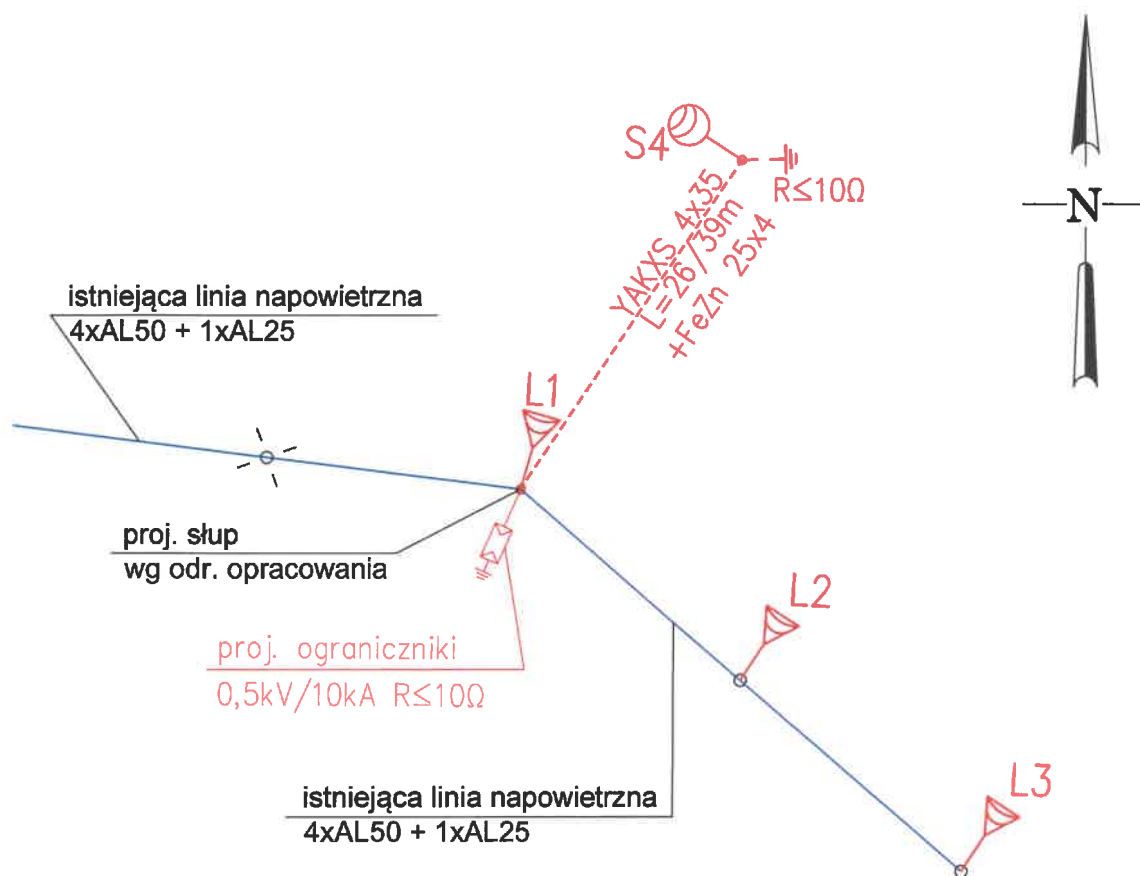 S4
R≤10Ω
YAKXS 4x35
L=26/39m
+FeZn 25x4
N
istniejąca linia napowietrzna
4xAL50 + 1xAL25
L1
proj. słup
wg odr. opracowania
L2
proj. ograniczniki
0,5kV/10kA R≤10Ω
L3
istniejąca linia napowietrzna
4xAL50 + 1xAL25